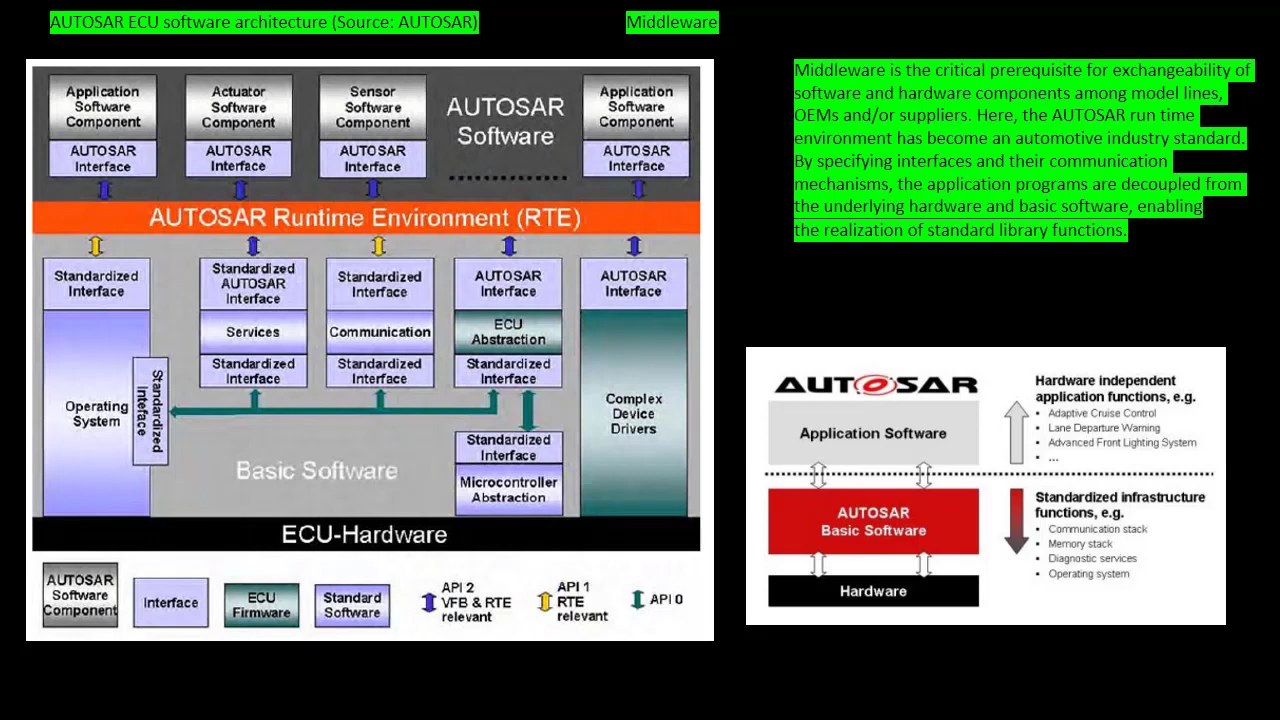 AUTOSAR ECU software architecture (Source: AUTOSAR)
Middleware
Middleware is the critical prerequisite for exchangeability of
software and hardware components among model lines,
OEMs and/or suppliers. Here, the AUTOSAR run time
environment has become an automotive industry standard.
By specifying interfaces and their communication
mechanisms, the application programs are decoupled from
the underlying hardware and basic software, enabling
the realization of standard library functions.
Application
Software
Component
AUTOSAR
Interface
Actuator
Software
Component
AUTOSAR
Interface
Sensor
Software
Component
AUTOSAR
Interface
AUTOSAR
Software
Application
Software
Component
AUTOSAR
Interface
AUTOSAR Runtime Environment (RTE)
Standardized
Interface
Operating
System
Standardized
Interface
Standardized
AUTOSAR
Interface
Services
Standardized
Interface
Standardized
Interface
Communication
Standardized
Interface
AUTOSAR
Interface
ECU
Abstraction
Standardized
Interface
Standardized
Interface
Microcontroller
Abstraction
AUTOSAR
Interface
Complex
Device
Drivers
Basic Software
ECU-Hardware
AUTOSAR
Software
Component
Interface
ECU
Firmware
Standard
Software
API 2
VFB & RTE
relevant
API 1
RTE
relevant
API 0
AUTOSAR
Application Software
AUTOSAR
Basic Software
Hardware
Hardware independent
application functions, e.g.
▪ Adaptive Cruise Control
▪ Lane Departure Warning
▪ Advanced Front Lighting System
▪ ...
Standardized infrastructure
functions, e.g.
▪ Communication stack
▪ Memory stack
▪ Diagnostic services
▪ Operating system